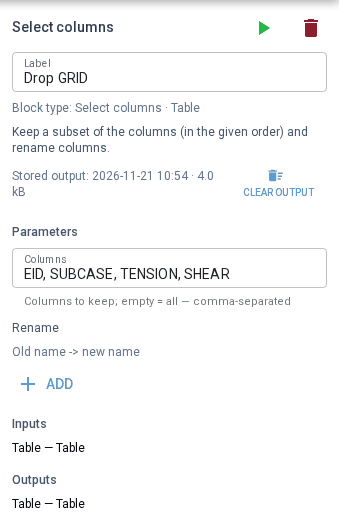 Select columns
Label
Drop GRID
Block type: Select columns · Table
Keep a subset of the columns (in the given order) and
rename columns.
Stored output: 2026-11-21 10:54 · 4.0
kB
CLEAR OUTPUT
Parameters
Columns
EID, SUBCASE, TENSION, SHEAR
Columns to keep; empty = all — comma-separated
Rename
Old name -> new name
ADD
Inputs
Table — Table
Outputs
Table — Table